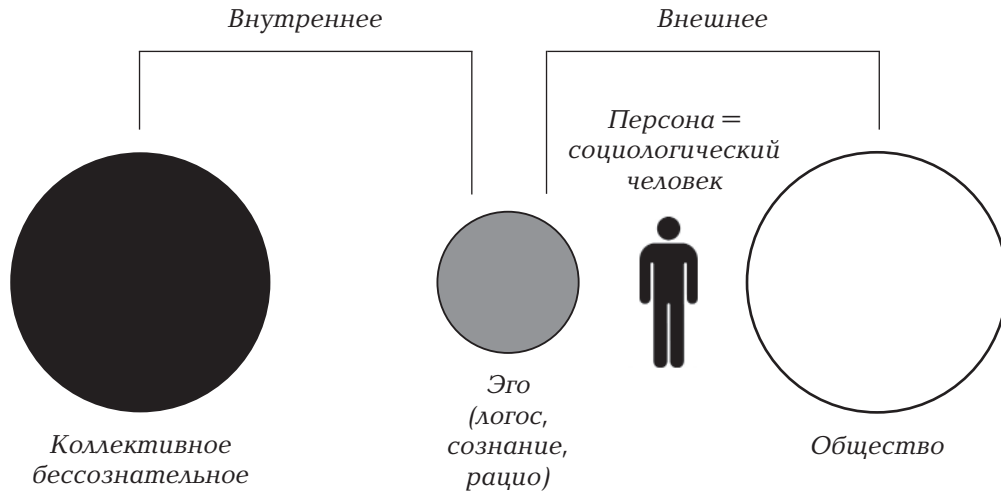 Внутреннее
Внешнее
Персона =
социологический
человек
Эго
(логос,
сознание,
рацио)
Коллективное
бессознательное
Общество